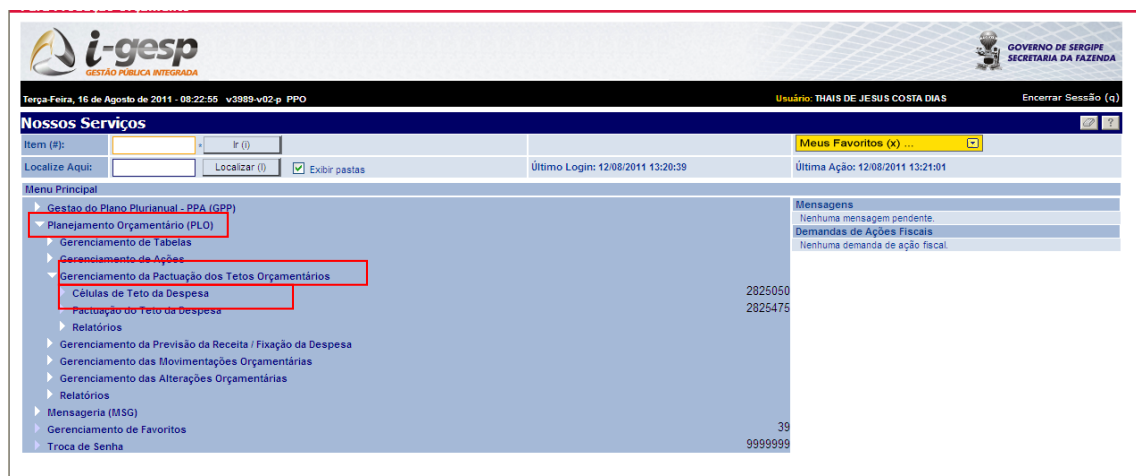 i-gesp
GESTÃO PÚBLICA INTEGRADA
GOVERNO DE SERGIPE
SECRETARIA DA FAZENDA
Terça-Feira, 16 de Agosto de 2011 - 08:22:55 v3989-v02-p PPO Usuário: THAIS DE JESUS COSTA DIAS Encerrar Sessão (q)
Nossos Serviços ?
Item (#): * Ir (i) Meus Favoritos (x) ...
Localize Aqui: Localizar (l) Exibir pastas Último Login: 12/08/2011 13:20:39 Última Ação: 12/08/2011 13:21:01
Menu Principal
Gestao do Plano Plurianual - PPA (GPP)
Planejamento Orçamentário (PLO)
Gerenciamento de Tabelas
Gerenciamento de Ações
Gerenciamento da Pactuação dos Tetos Orçamentários
Células de Teto da Despesa 2825050
Pactuação do Teto da Despesa 2825475
Relatórios
Gerenciamento da Previsão da Receita / Fixação da Despesa
Gerenciamento das Movimentações Orçamentárias
Gerenciamento das Alterações Orçamentárias
Relatórios
Mensageria (MSG)
Gerenciamento de Favoritos 39
Troca de Senha 9999999
Mensagens
Nenhuma mensagem pendente.
Demandas de Ações Fiscais
Nenhuma demanda de ação fiscal.